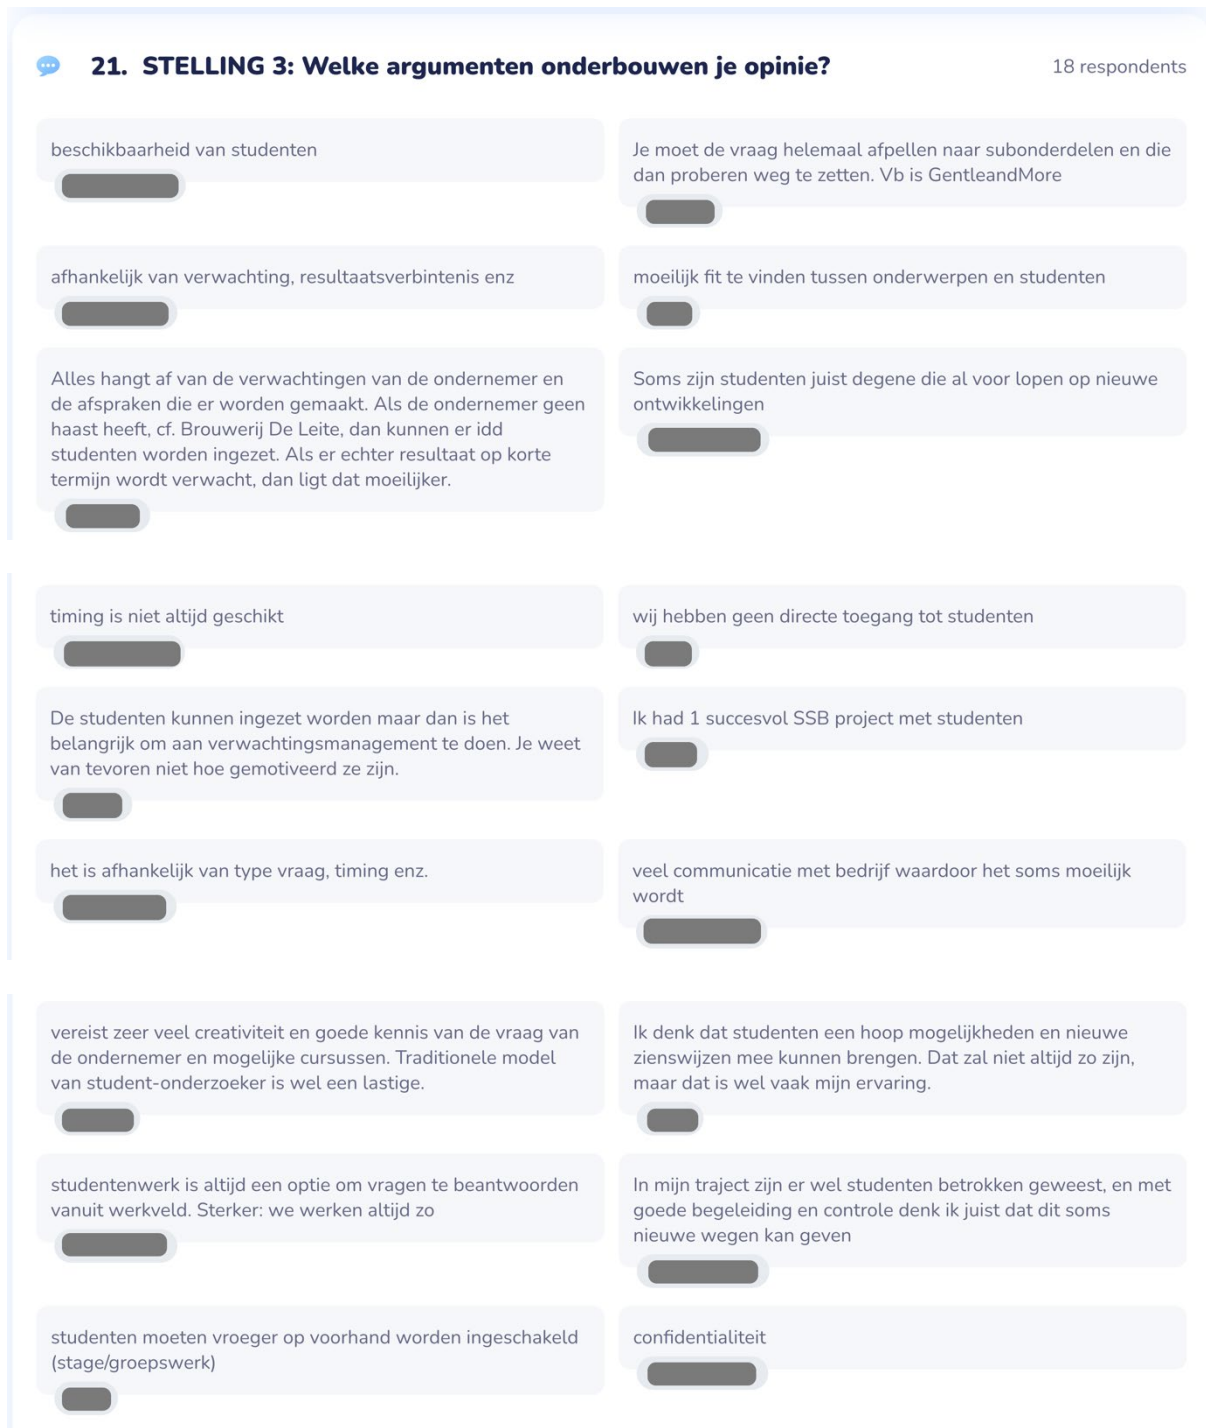 21. STELLING 3: Welke argumenten onderbouwen je opinie?
18 respondents
beschikbaarheid van studenten
Je moet de vraag helemaal afpellen naar subonderdelen en die
dan proberen weg te zetten. Vb is GentleandMore
afhankelijk van verwachting, resultaatsverbintenis enz
moeilijk fit te vinden tussen onderwerpen en studenten
Alles hangt af van de verwachtingen van de ondernemer en
de afspraken die er worden gemaakt. Als de ondernemer geen
haast heeft, cf. Brouwerij De Leite, dan kunnen er idd
studenten worden ingezet. Als er echter resultaat op korte
termijn wordt verwacht, dan ligt dat moeilijker.
Soms zijn studenten juist degene die al voor lopen op nieuwe
ontwikkelingen
timing is niet altijd geschikt
wij hebben geen directe toegang tot studenten
De studenten kunnen ingezet worden maar dan is het
belangrijk om aan verwachtingsmanagement te doen. Je weet
van tevoren niet hoe gemotiveerd ze zijn.
Ik had 1 succesvol SSB project met studenten
het is afhankelijk van type vraag, timing enz.
veel communicatie met bedrijf waardoor het soms moeilijk
wordt
vereist zeer veel creativiteit en goede kennis van de vraag van
de ondernemer en mogelijke cursussen. Traditionele model
van student-onderzoeker is wel een lastige.
Ik denk dat studenten een hoop mogelijkheden en nieuwe
zienswijzen mee kunnen brengen. Dat zal niet altijd zo zijn,
maar dat is wel vaak mijn ervaring.
studentenwerk is altijd een optie om vragen te beantwoorden
vanuit werkveld. Sterker: we werken altijd zo
In mijn traject zijn er wel studenten betrokken geweest, en met
goede begeleiding en controle denk ik juist dat dit soms
nieuwe wegen kan geven
studenten moeten vroeger op voorhand worden ingeschakeld
(stage/groepswerk)
confidentialiteit